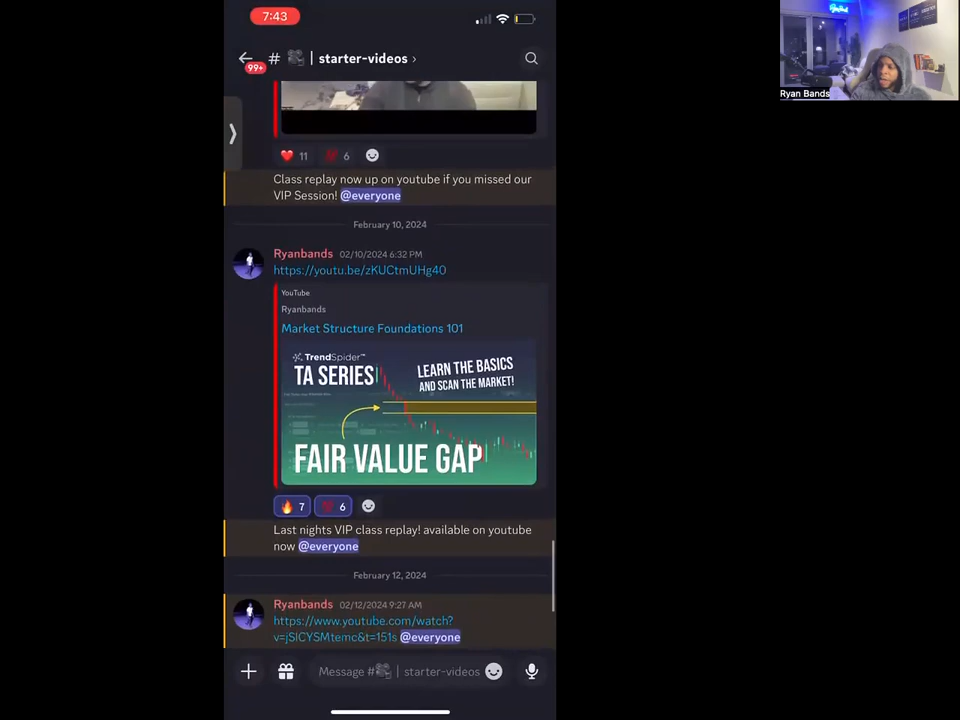 7:43
99+
# | starter-videos ›
11
6
Class replay now up on youtube if you missed our
VIP Session! @everyone
February 10, 2024
Ryanbands 02/10/2024 6:32 PM
https://youtu.be/zKUCtmUHg40
YouTube
Ryanbands
Market Structure Foundations 101
TrendSpider™
TA SERIES
LEARN THE BASICS
AND SCAN THE MARKET!
FAIR VALUE GAP
7
6
Last nights VIP class replay! available on youtube
now @everyone
February 12, 2024
Ryanbands 02/12/2024 9:27 AM
https://www.youtube.com/watch?
v=jSICYSMtemc&t=151s @everyone
Message # | starter-videos
Ryan Bands